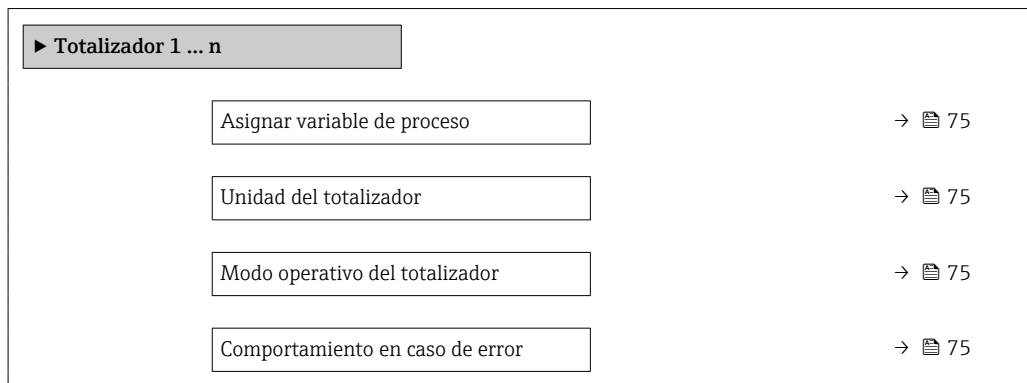 ▶ Totalizador 1 … n
Asignar variable de proceso → 75
Unidad del totalizador → 75
Modo operativo del totalizador → 75
Comportamiento en caso de error → 75